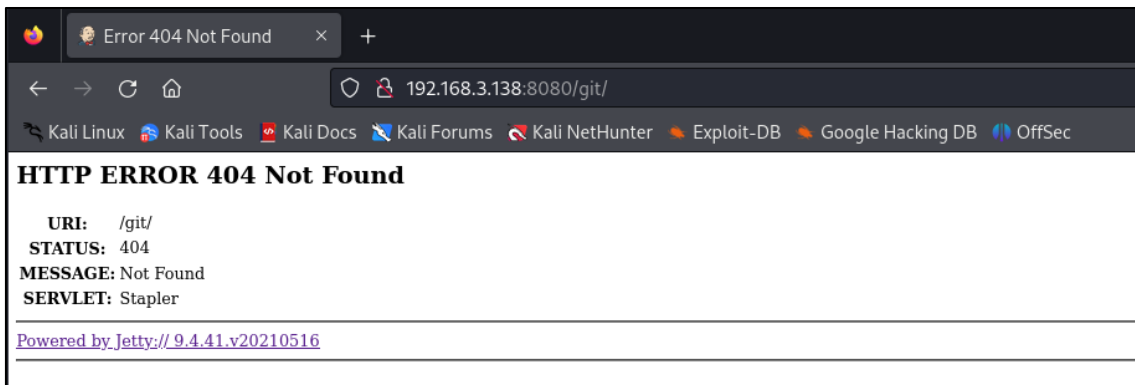 Error 404 Not Found
192.168.3.138:8080/git/
Kali Linux Kali Tools Kali Docs Kali Forums Kali NetHunter Exploit-DB Google Hacking DB OffSec
HTTP ERROR 404 Not Found
URI: /git/
STATUS: 404
MESSAGE: Not Found
SERVLET: Stapler
Powered by Jetty:// 9.4.41.v20210516